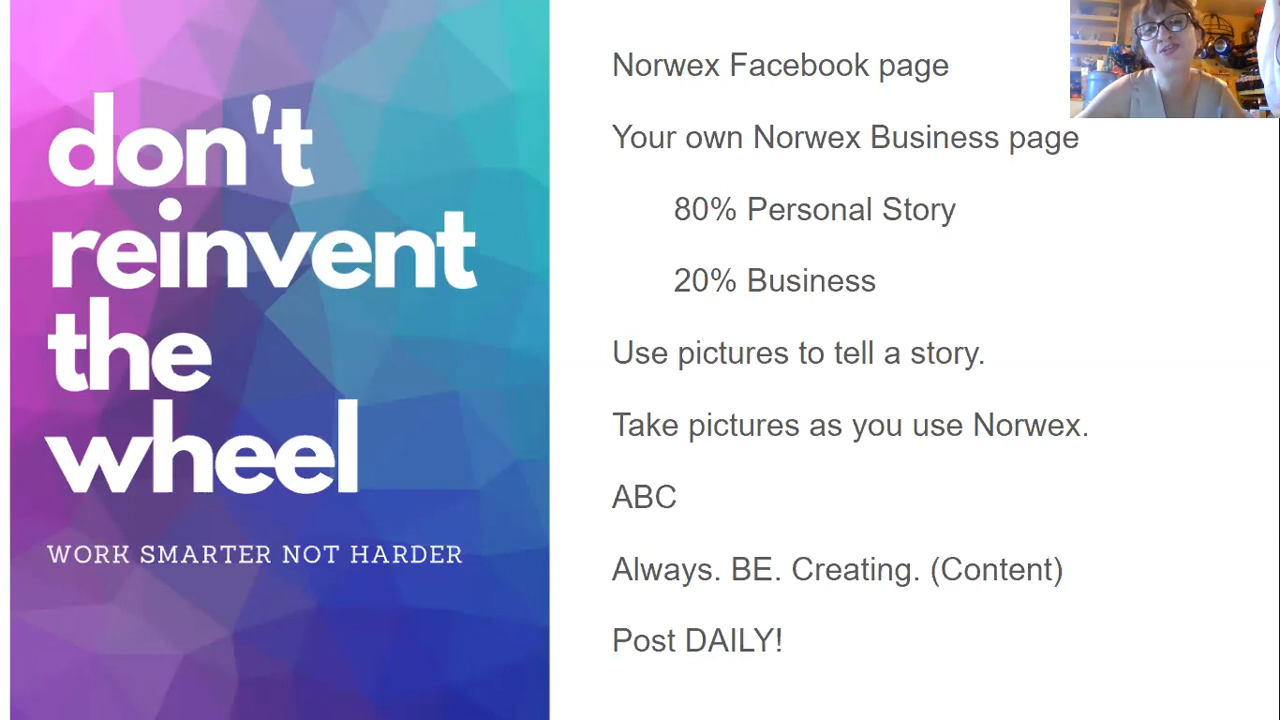 don't
reinvent
the
wheel
WORK SMARTER NOT HARDER
Norwex Facebook page
Your own Norwex Business page
80% Personal Story
20% Business
Use pictures to tell a story.
Take pictures as you use Norwex.
ABC
Always. BE. Creating. (Content)
Post DAILY!